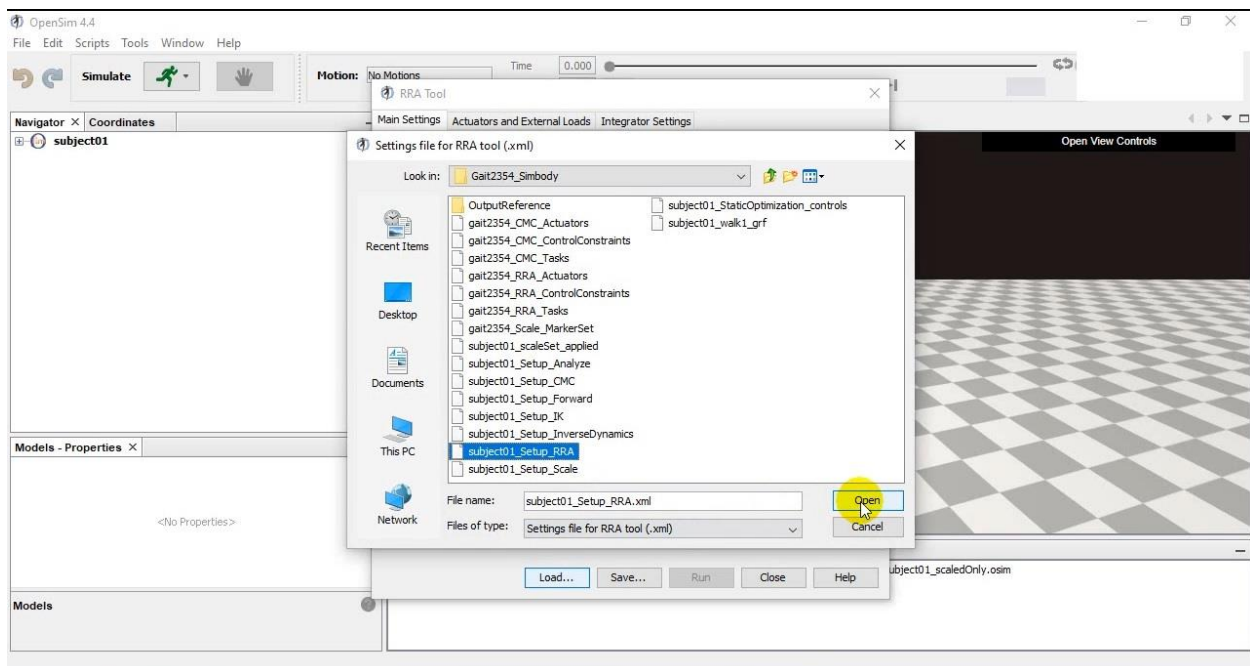 OpenSim 4.4
File Edit Scripts Tools Window Help
Simulate
Motion: No Motions
Time 0.000
RRA Tool
Navigator × Coordinates
Main Settings Actuators and External Loads Integrator Settings
subject01
Settings file for RRA tool (.xml)
Open View Controls
Look in: Gait2354_Simbody
Recent Items
Desktop
Documents
This PC
Network
OutputReference
gait2354_CMC_Actuators
gait2354_CMC_ControlConstraints
gait2354_CMC_Tasks
gait2354_RRA_Actuators
gait2354_RRA_ControlConstraints
gait2354_RRA_Tasks
gait2354_Scale_MarkerSet
subject01_scaleSet_applied
subject01_Setup_Analyze
subject01_Setup_CMC
subject01_Setup_Forward
subject01_Setup_IK
subject01_Setup_InverseDynamics
subject01_Setup_RRA
subject01_Setup_Scale
subject01_StaticOptimization_controls
subject01_walk1_grf
File name: subject01_Setup_RRA.xml
Open
Files of type: Settings file for RRA tool (.xml)
Cancel
Models - Properties ×
<No Properties>
Load... Save... Run Close Help
ubject01_scaledOnly.osim
Models